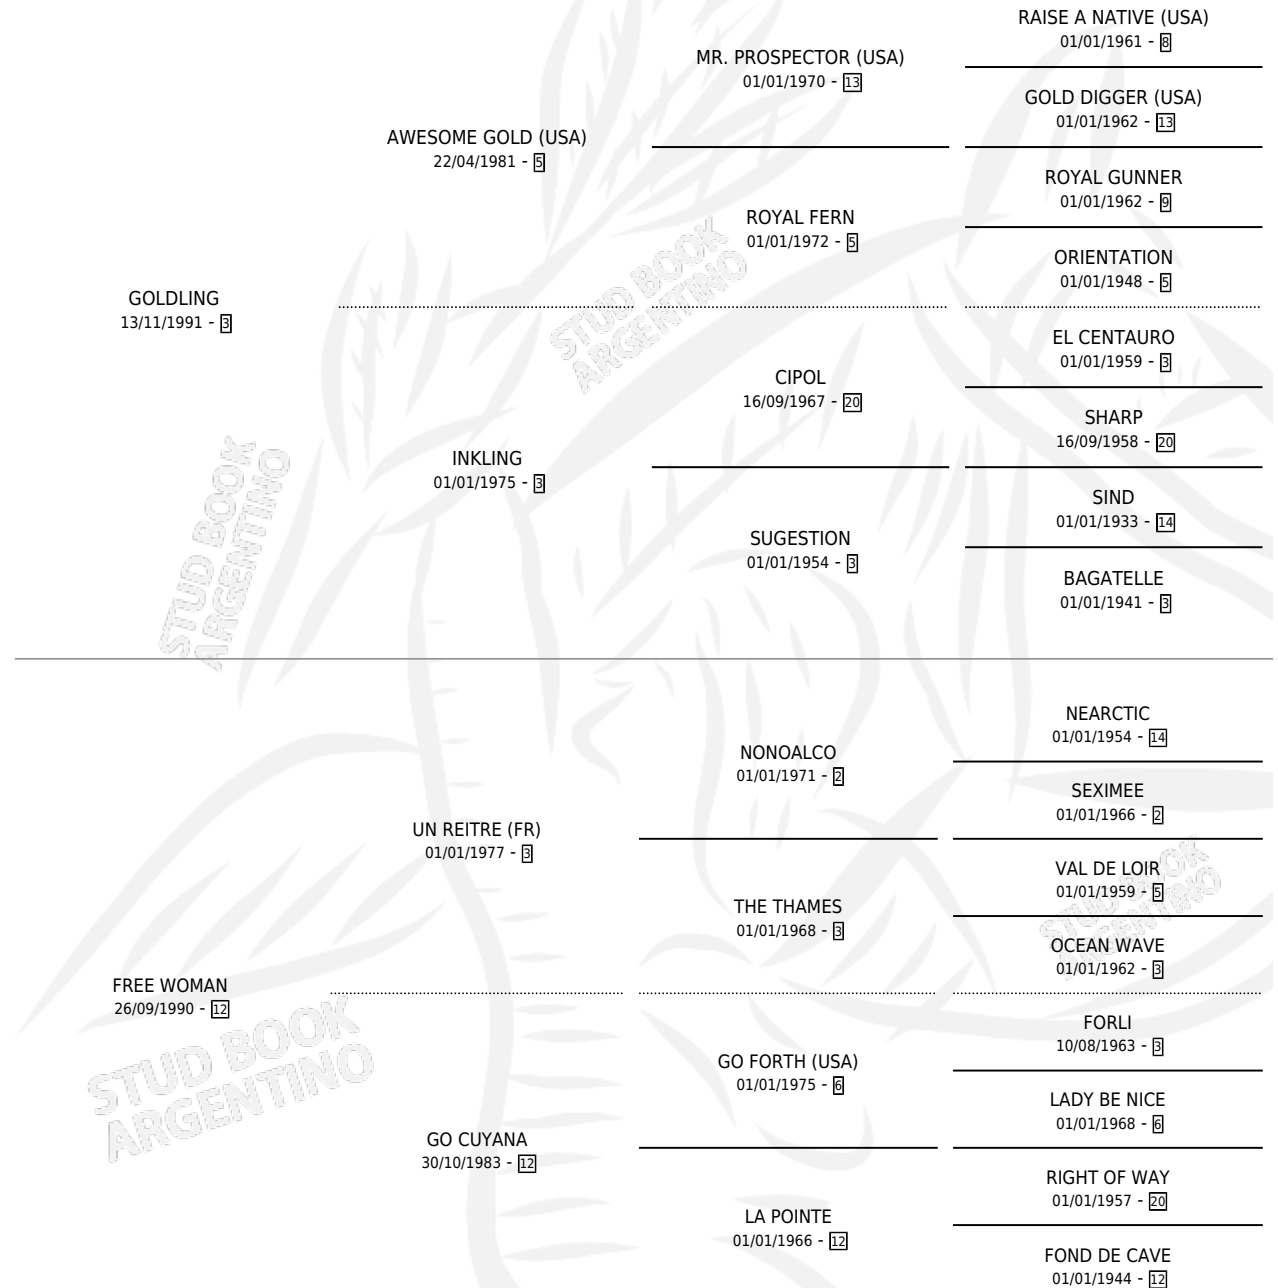 RAISE A NATIVE (USA)
01/01/1961 - 8
MR. PROSPECTOR (USA)
01/01/1970 - 13
GOLD DIGGER (USA)
01/01/1962 - 13
AWESOME GOLD (USA)
22/04/1981 - 5
ROYAL GUNNER
01/01/1962 - 9
ROYAL FERN
01/01/1972 - 5
ORIENTATION
01/01/1948 - 5
STUD BOOK
ARGENTINO
GOLDLING
13/11/1991 - 3
EL CENTAURO
01/01/1959 - 3
CIPOL
16/09/1967 - 20
SHARP
16/09/1958 - 20
INKLING
01/01/1975 - 3
SIND
01/01/1933 - 14
SUGESTION
01/01/1954 - 3
BAGATELLE
01/01/1941 - 3
STUD BOOK
ARGENTINO
NEARCTIC
01/01/1954 - 14
NONOALCO
01/01/1971 - 2
SEXIMEE
01/01/1966 - 2
UN REITRE (FR)
01/01/1977 - 3
VAL DE LOIR
01/01/1959 - 5
THE THAMES
01/01/1968 - 3
STUD BOOK
ARGENTINO
OCEAN WAVE
01/01/1962 - 3
FREE WOMAN
26/09/1990 - 12
STUD BOOK
ARGENTINO
FORLI
10/08/1963 - 3
GO FORTH (USA)
01/01/1975 - 6
LADY BE NICE
01/01/1968 - 6
GO CUYANA
30/10/1983 - 12
RIGHT OF WAY
01/01/1957 - 20
LA POINTE
01/01/1966 - 12
FOND DE CAVE
01/01/1944 - 12